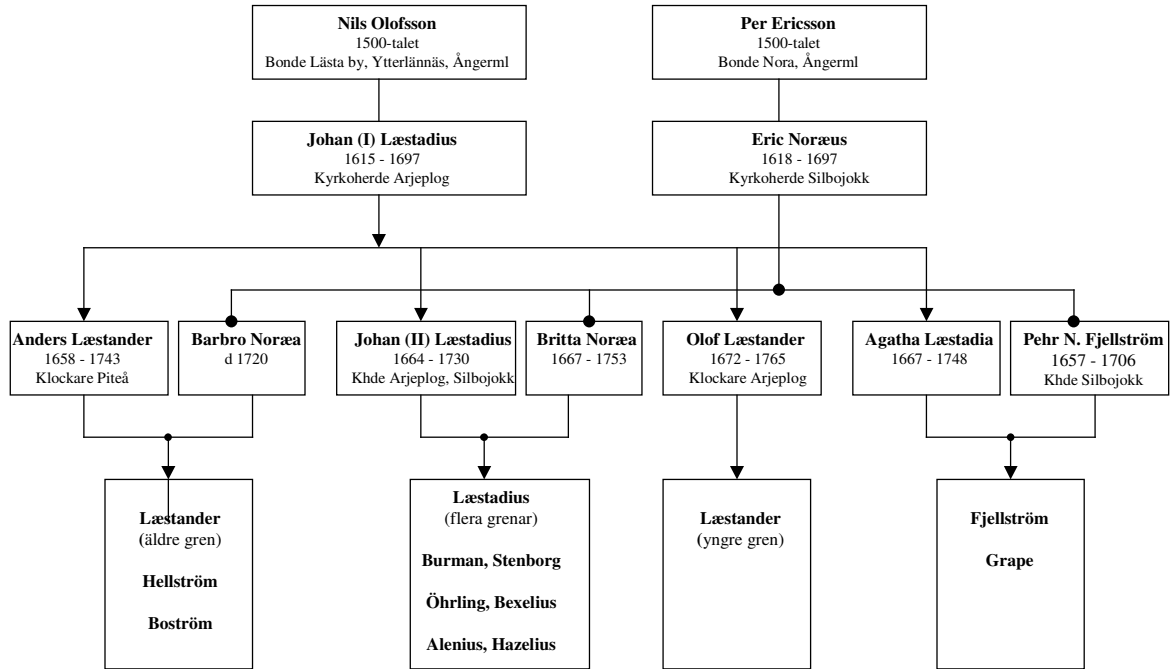 Nils Olofsson
1500-talet
Bonde Lästa by, Ytterlännäs, Ångerml
Per Ericsson
1500-talet
Bonde Nora, Ångerml
Johan (I) Læstadius
1615 - 1697
Kyrkoherde Arjeplog
Eric Noræus
1618 - 1697
Kyrkoherde Silbojokk
Anders Læstander
1658 - 1743
Klockare Piteå
Barbro Noræa
d 1720
Johan (II) Læstadius
1664 - 1730
Khde Arjeplog, Silbojokk
Britta Noræa
1667 - 1753
Olof Læstander
1672 - 1765
Klockare Arjeplog
Agatha Læstadia
1667 - 1748
Pehr N. Fjellström
1657 - 1706
Khde Silbojokk
Læstander
(äldre gren)
Hellström
Boström
Læstadius
(flera grenar)
Burman, Stenborg
Öhrling, Bexelius
Alenius, Hazelius
Læstander
(yngre gren)
Fjellström
Grape